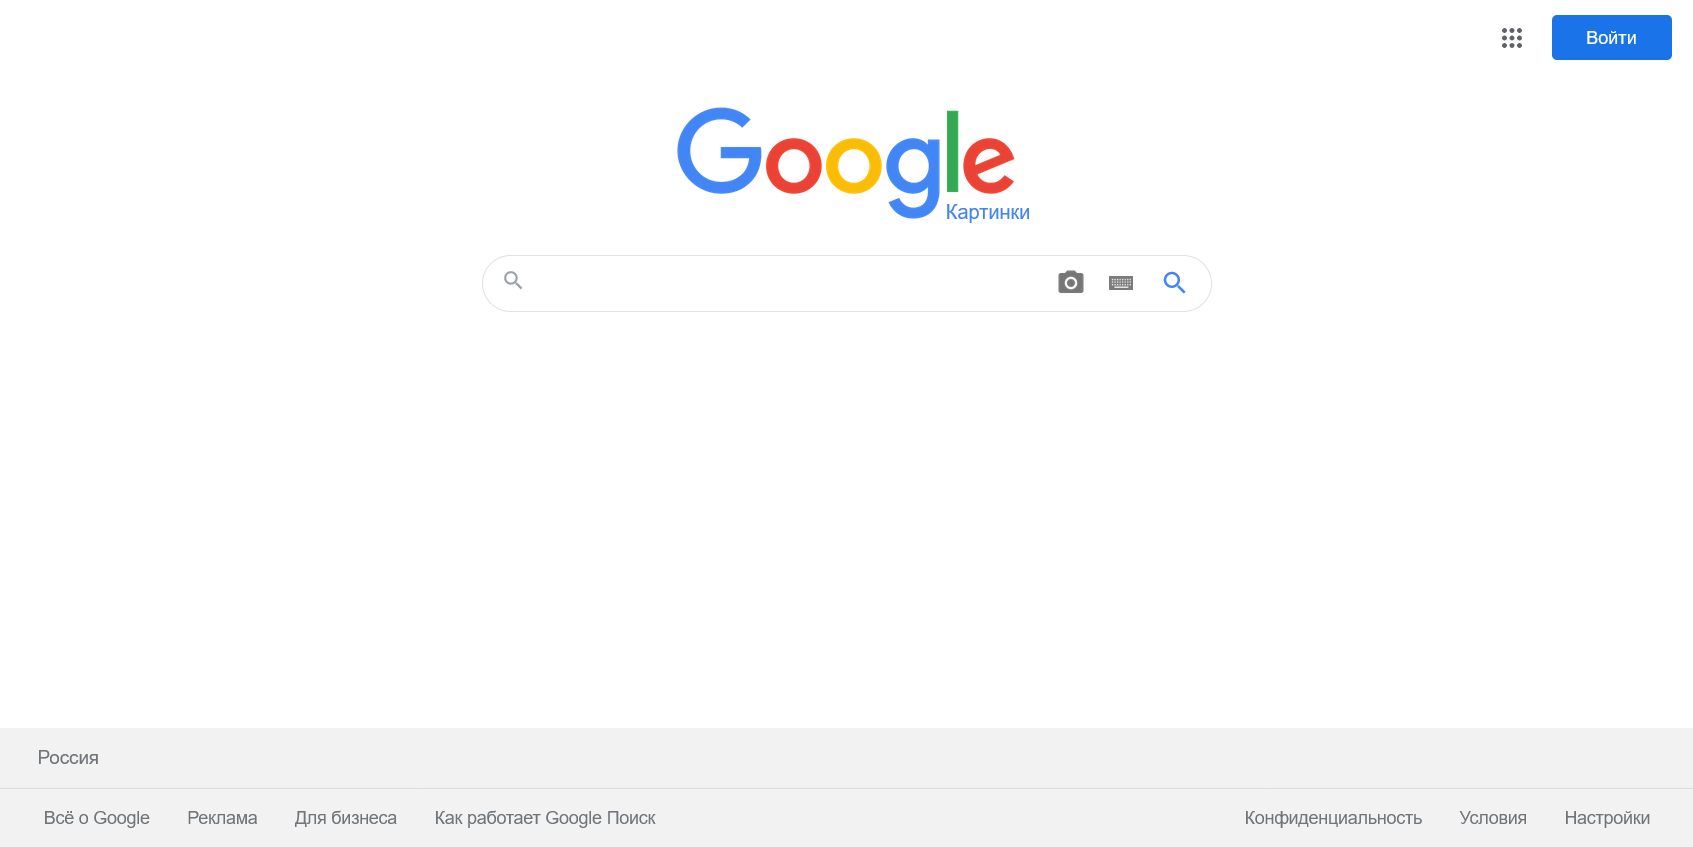 Войти
Google
Картинки
Россия
Всё о Google Реклама Для бизнеса Как работает Google Поиск Конфиденциальность Условия Настройки